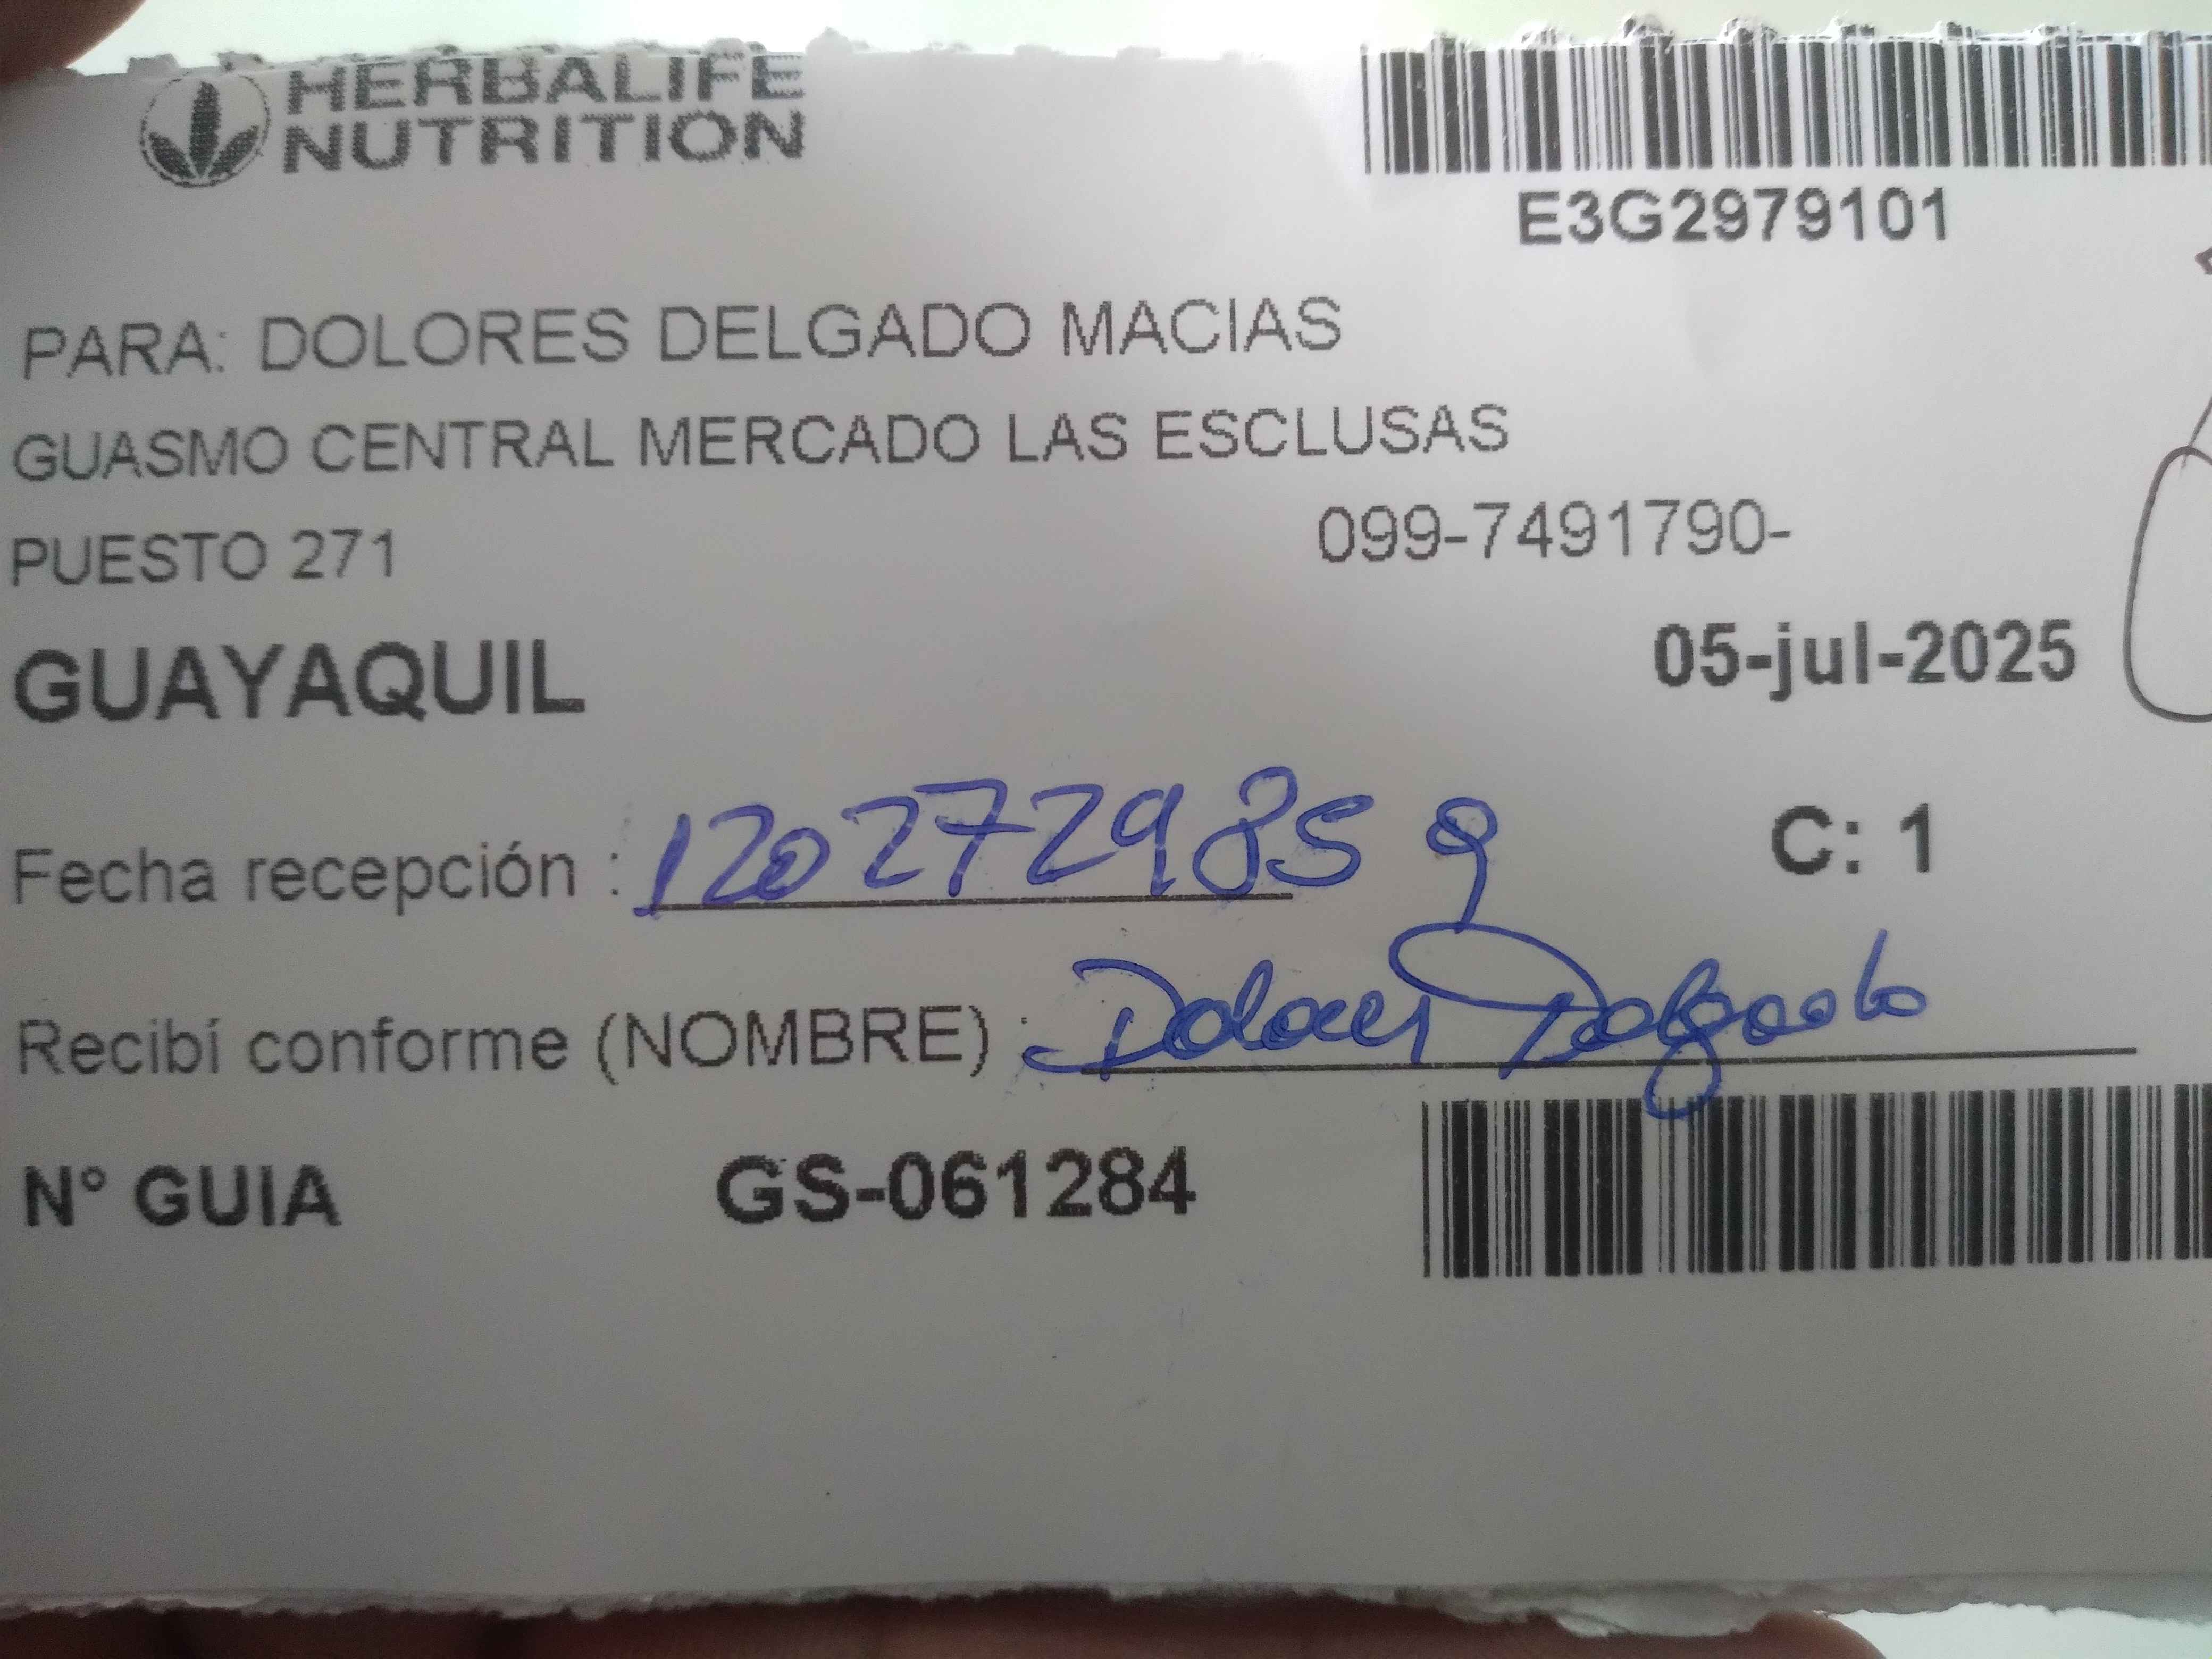 HERBALIFE
NUTRITION
E3G2979101
PARA: DOLORES DELGADO MACIAS
GUASMO CENTRAL MERCADO LAS ESCLUSAS
PUESTO 271 099-7491790-
GUAYAQUIL 05-jul-2025
Fecha recepción : 1202729859 C: 1
Recibí conforme (NOMBRE) : Dolores Delgado
N° GUIA GS-061284